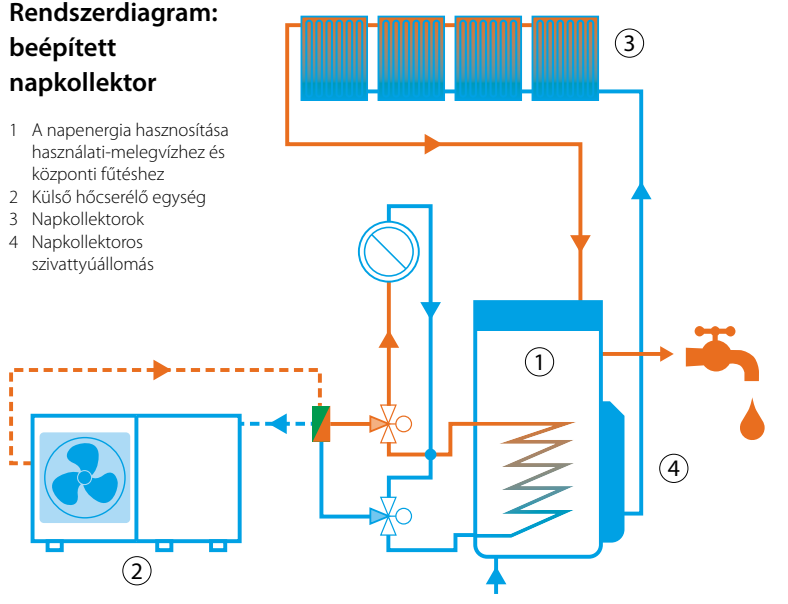 Rendszerdiagram:
beépített
napkollektor
1 A napenergia hasznosítása
használati-melegvízhez és
központi fűtéshez
2 Külső hőcserélő egység
3 Napkollektorok
4 Napkollektoros
szivattyúállomás
3
1
4
2